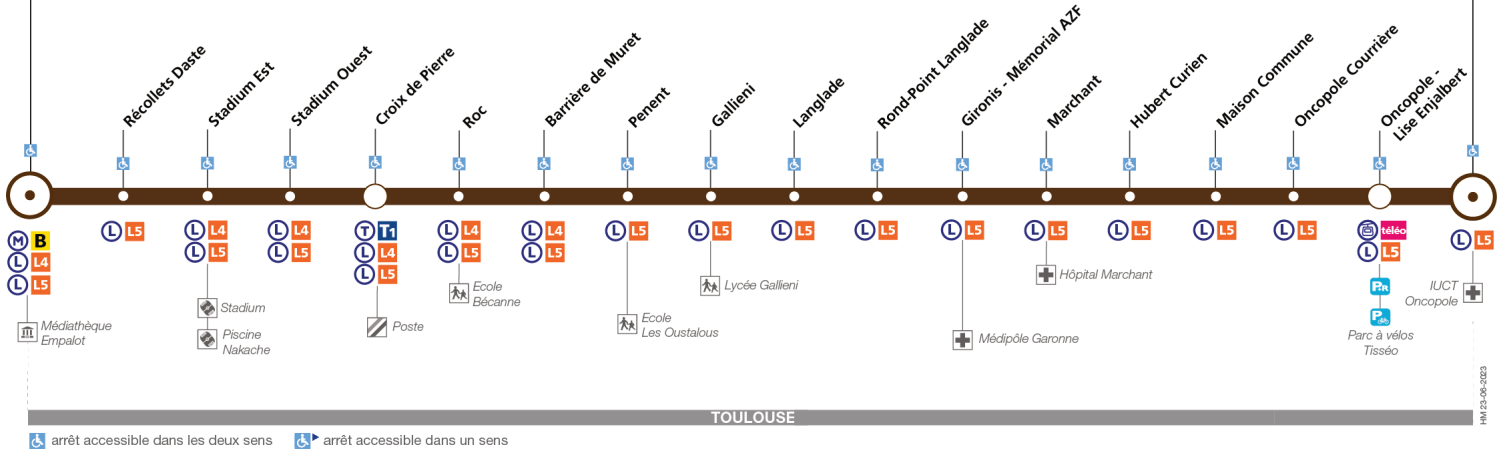 Récollets Daste
Stadium Est
Stadium Ouest
Croix de Pierre
Roc
Barrière de Muret
Penent
Gallieni
Langlade
Rond-Point Langlade
Gironis - Mémorial AZF
Marchant
Hubert Curien
Maison Commune
Oncopole Courrière
Oncopole -
Lise Enjalbert
M B
L L4
L L5
L L5
L L4
L L5
L L4
L L5
T T1
L L4
L L5
L L4
L L5
L L4
L L5
L L5
L L5
L L5
L L5
L L5
L L5
L L5
L L5
L L5
téléo
L L5
L L5
Médiathèque
Empalot
Stadium
Piscine
Nakache
Poste
Ecole
Bécanne
Ecole
Les Oustalous
Lycée Gallieni
Médipôle Garonne
Hôpital Marchant
P+R
P
Parc à vélos
Tisséo
IUCT
Oncopole
HM 23-06-2023
TOULOUSE
arrêt accessible dans les deux sens
arrêt accessible dans un sens